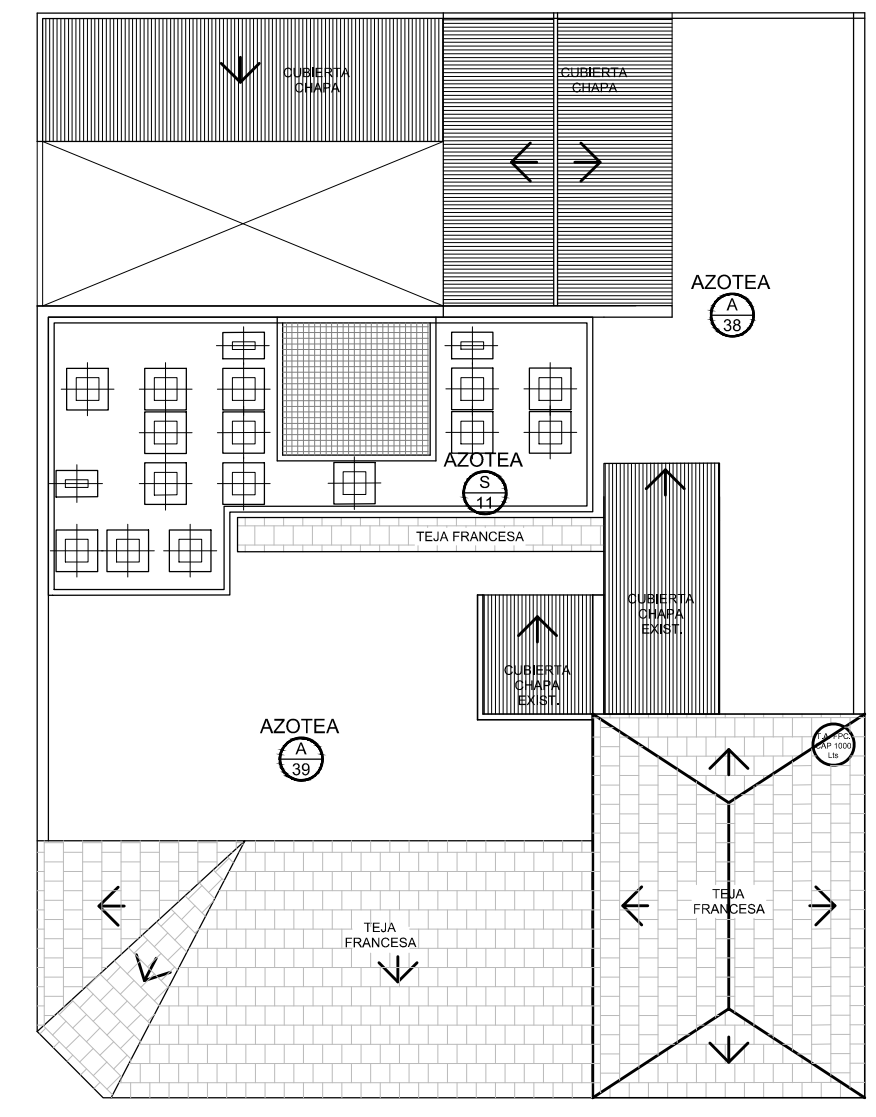 CUBIERTA
CHAPA
CUBIERTA
CHAPA
AZOTEA
A
38
AZOTEA
S
11
TEJA FRANCESA
CUBIERTA
CHAPA
EXIST.
CUBIERTA
CHAPA
EXIST.
AZOTEA
A
39
T.A. FPC.
CAP 1000
Lts
TEJA
FRANCESA
TEJA
FRANCESA